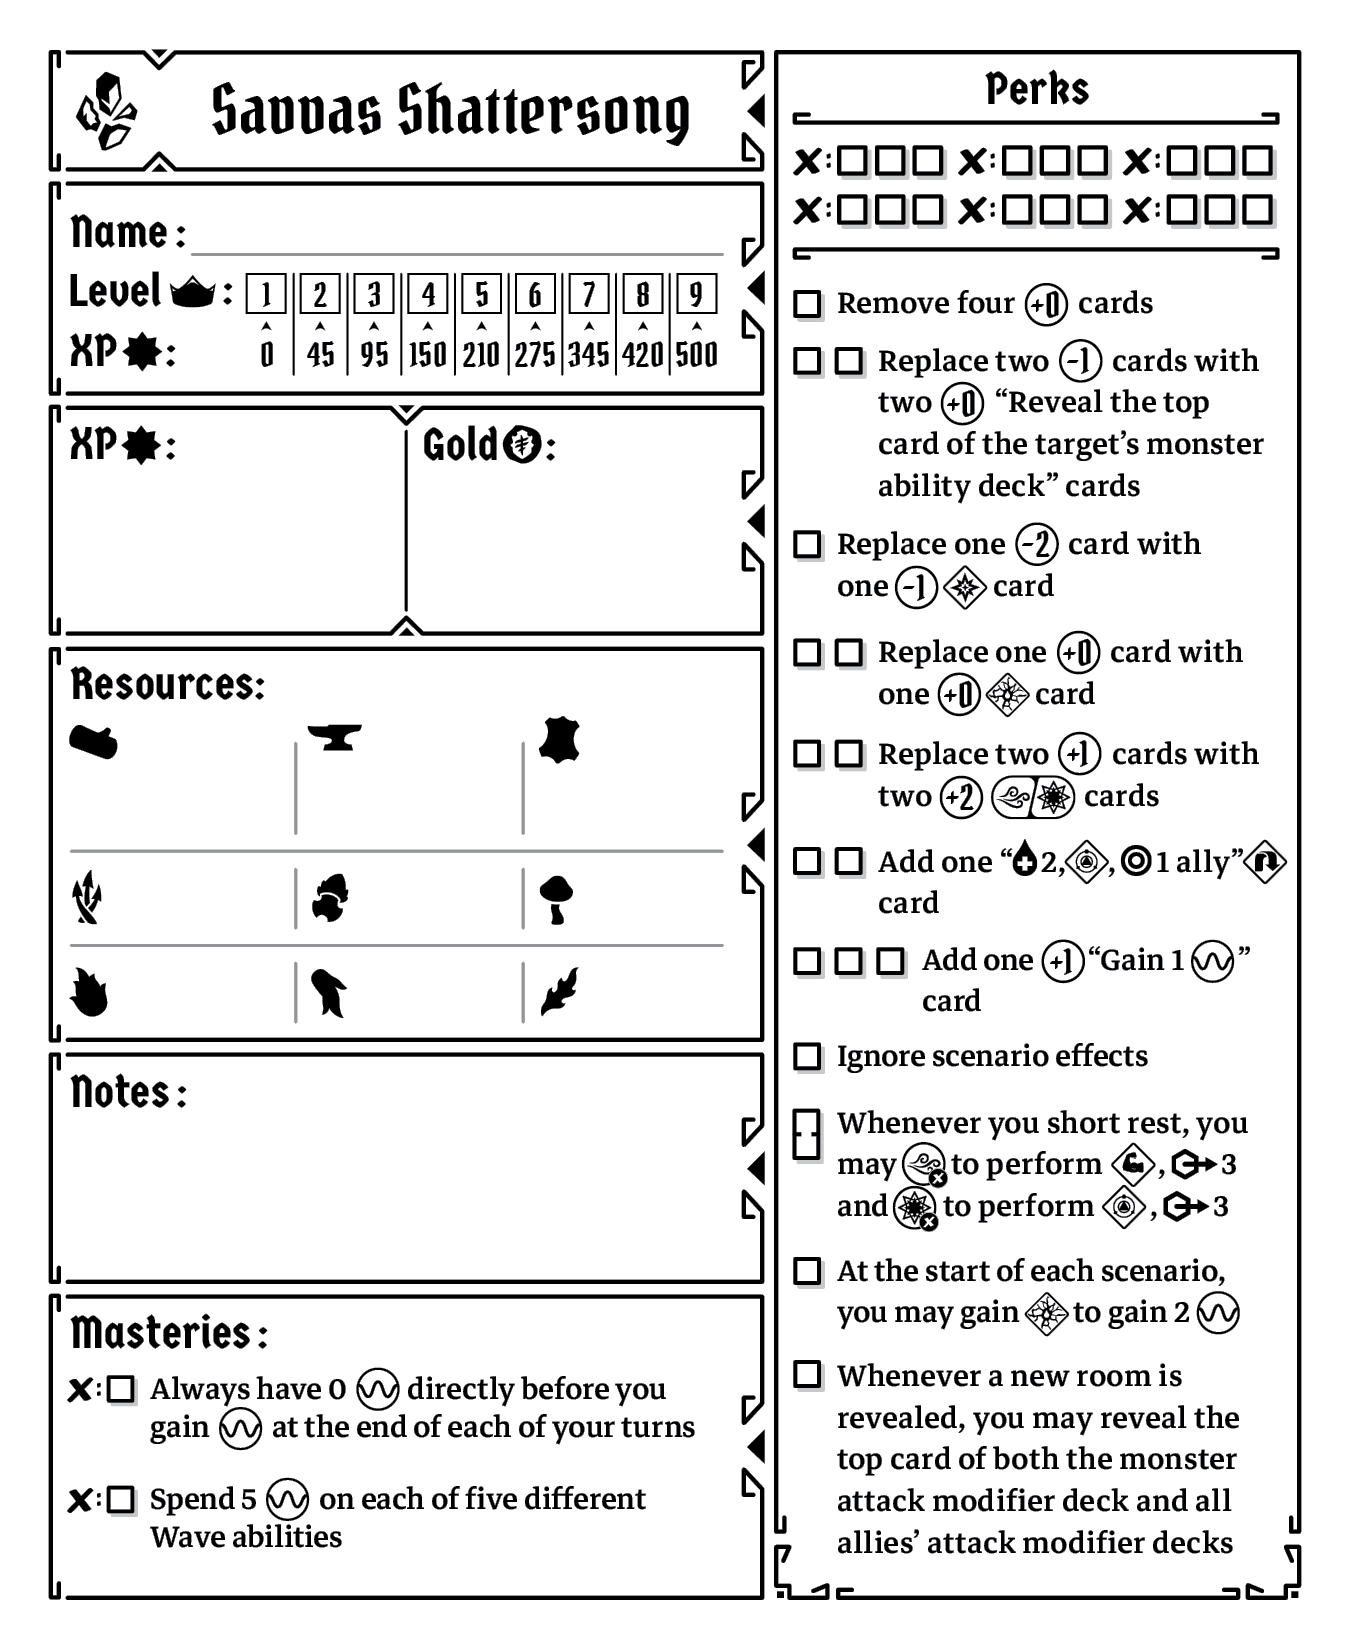 Savvas Shattersong
Name:
Level :
1 2 3 4 5 6 7 8 9
XP :
0 45 95 150 210 275 345 420 500
XP :
Gold :
Resources:
Notes:
Masteries:
x: Always have 0 directly before you
gain at the end of each of your turns
x: Spend 5 on each of five different
Wave abilities
Perks
x: x: x:
x: x: x:
Remove four +0 cards
Replace two -1 cards with
two +0 “Reveal the top
card of the target’s monster
ability deck” cards
Replace one -2 card with
one -1 card
Replace one +0 card with
one +0 card
Replace two +1 cards with
two +2 cards
Add one “ 2, , 1 ally”
card
Add one +1 “Gain 1 ”
card
Ignore scenario effects
Whenever you short rest, you
may to perform , 3
and to perform , 3
At the start of each scenario,
you may gain to gain 2
Whenever a new room is
revealed, you may reveal the
top card of both the monster
attack modifier deck and all
allies’ attack modifier decks